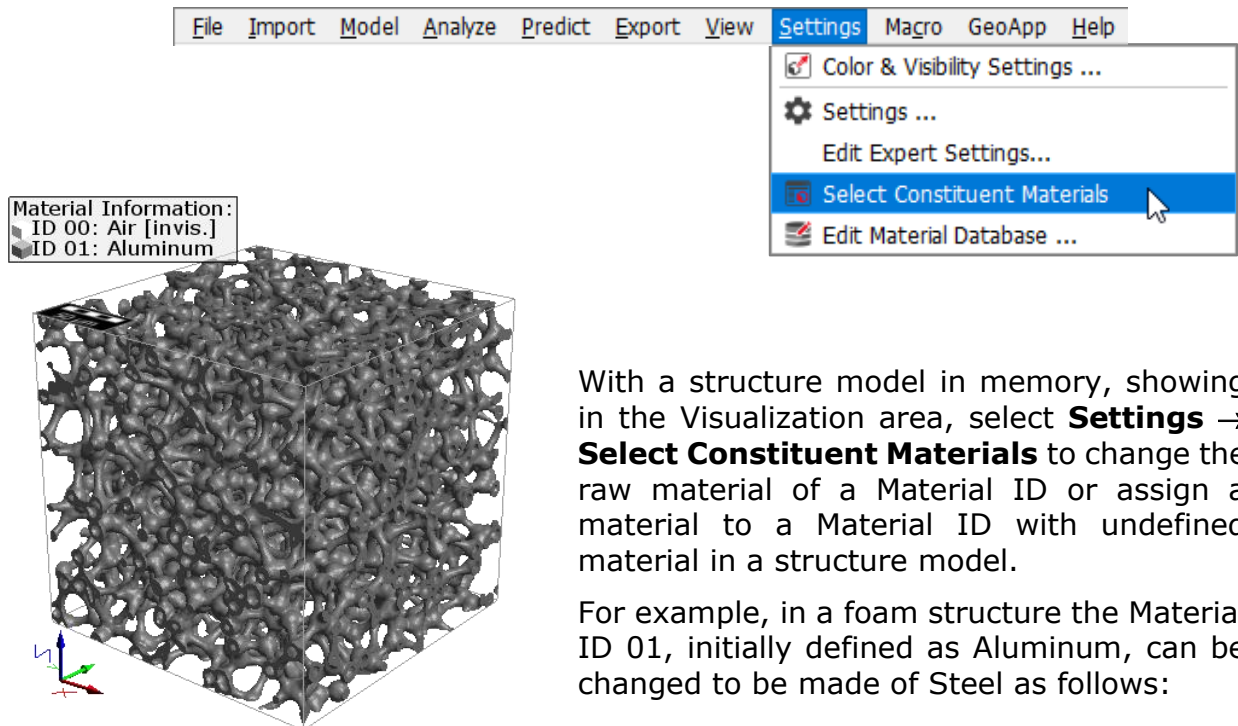 File Import Model Analyze Predict Export View Settings Macro GeoApp Help
Color & Visibility Settings ...
Settings ...
Edit Expert Settings...
Select Constituent Materials
Edit Material Database ...
Material Information:
ID 00: Air [invis.]
ID 01: Aluminum
With a structure model in memory, showing
in the Visualization area, select Settings →
Select Constituent Materials to change the
raw material of a Material ID or assign a
material to a Material ID with undefined
material in a structure model.
For example, in a foam structure the Material
ID 01, initially defined as Aluminum, can be
changed to be made of Steel as follows: